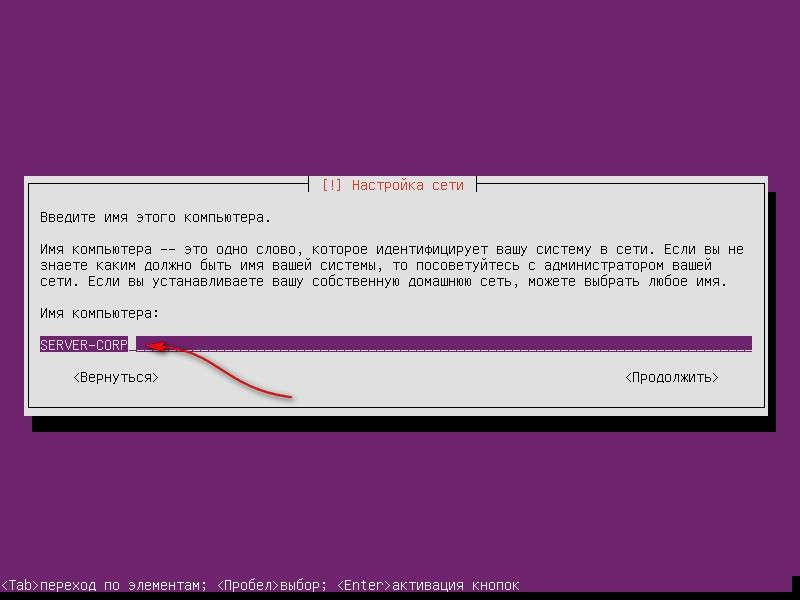 [!] Настройка сети
Введите имя этого компьютера.
Имя компьютера -- это одно слово, которое идентифицирует вашу систему в сети. Если вы не
знаете каким должно быть имя вашей системы, то посоветуйтесь с администратором вашей
сети. Если вы устанавливаете вашу собственную домашнюю сеть, можете выбрать любое имя.
Имя компьютера:
SERVER-CORP
<Вернуться> <Продолжить>
<Tab>переход по элементам; <Пробел>выбор; <Enter>активация кнопок